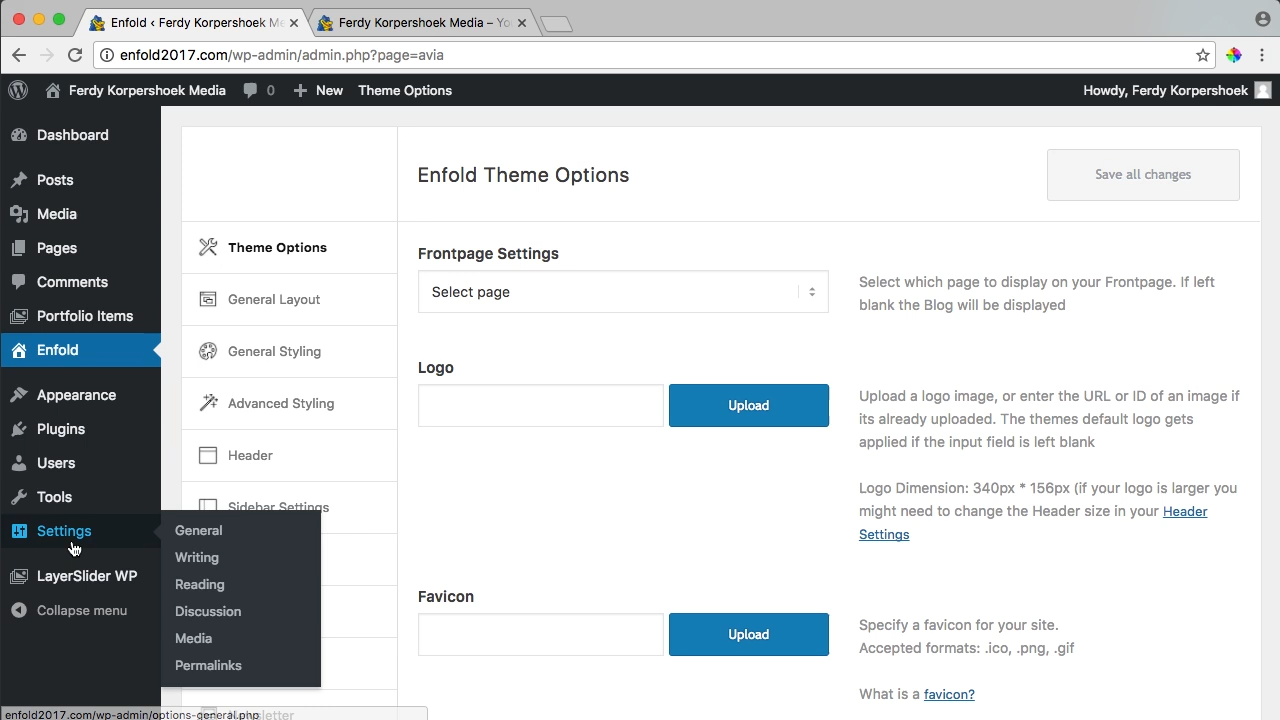 Enfold ‹ Ferdy Korpershoek Me
Ferdy Korpershoek Media – Yo
enfold2017.com/wp-admin/admin.php?page=avia
Ferdy Korpershoek Media
0
New
Theme Options
Howdy, Ferdy Korpershoek
Dashboard
Posts
Media
Pages
Comments
Portfolio Items
Enfold
Appearance
Plugins
Users
Tools
Settings
LayerSlider WP
Collapse menu
General
Writing
Reading
Discussion
Media
Permalinks
Theme Options
General Layout
General Styling
Advanced Styling
Header
Sidebar Settings
Enfold Theme Options
Save all changes
Frontpage Settings
Select page
Select which page to display on your Frontpage. If left
blank the Blog will be displayed
Logo
Upload
Upload a logo image, or enter the URL or ID of an image if
its already uploaded. The themes default logo gets
applied if the input field is left blank
Logo Dimension: 340px * 156px (if your logo is larger you
might need to change the Header size in your Header
Settings
Favicon
Upload
Specify a favicon for your site.
Accepted formats: .ico, .png, .gif
What is a favicon?
enfold2017.com/wp-admin/options-general.php